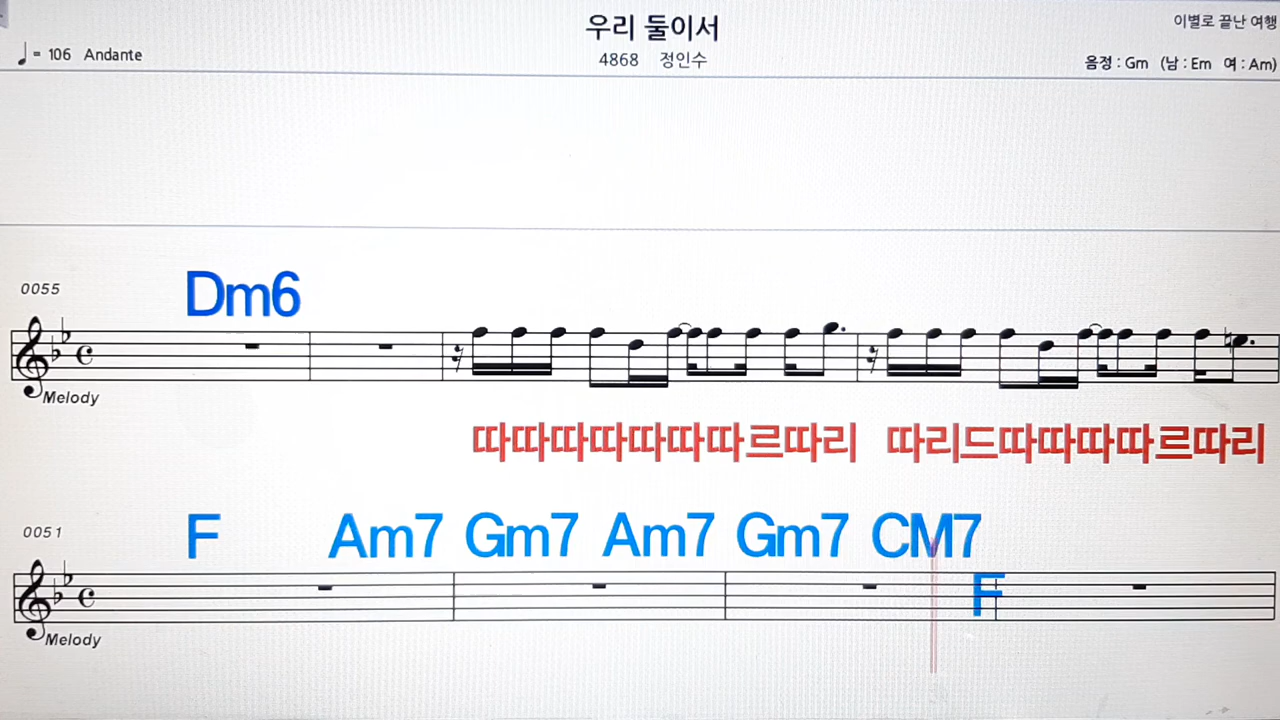 우리 둘이서
이별로 끝난 여행
♩= 106 Andante
4868 정인수
음정 : Gm (남 : Em 여 : Am)
0055
Dm6
Melody
따따따따따따따르따리 따리드따따따따르따리
0051
F Am7 Gm7 Am7 Gm7 CM7
F
Melody